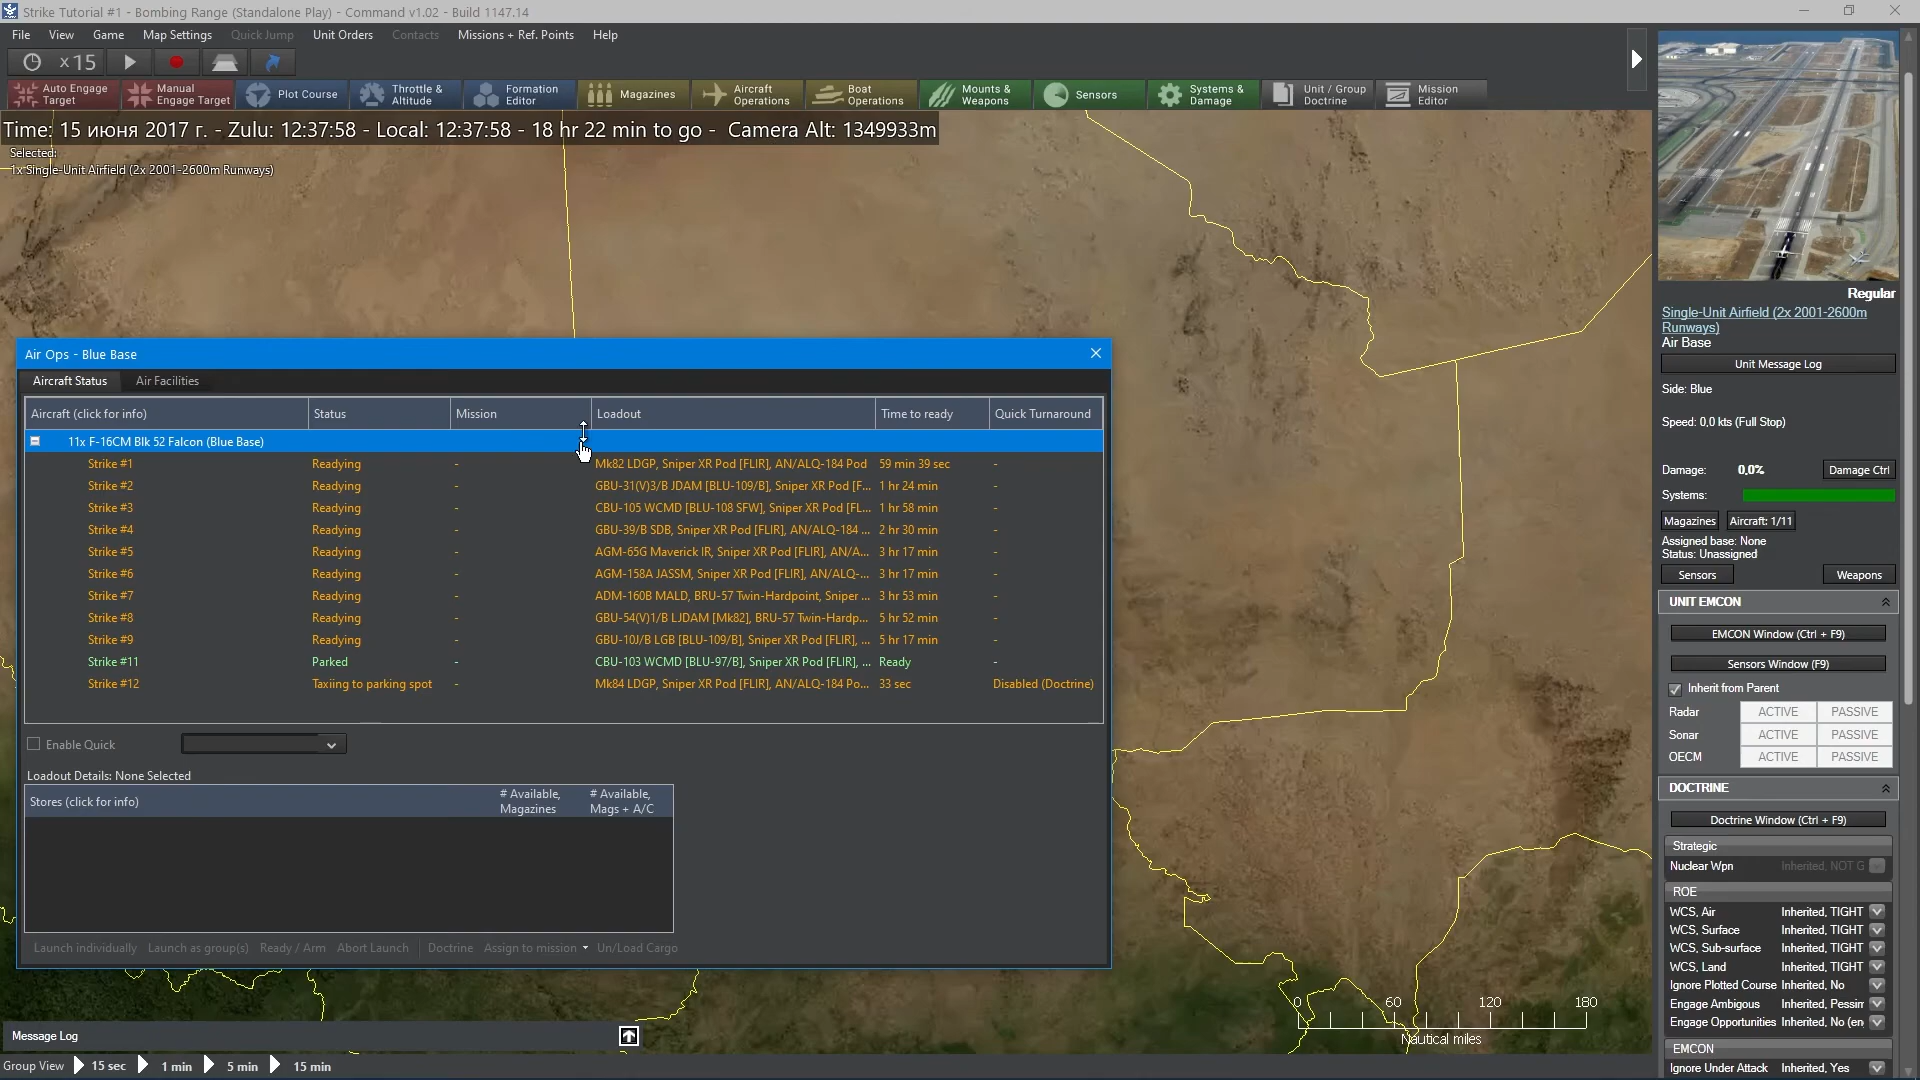 Strike Tutorial #1 - Bombing Range (Standalone Play) - Command v1.02 - Build 1147.14
File View Game Map Settings Quick Jump Unit Orders Contacts Missions + Ref. Points Help
x 15
Auto Engage Target
Manual Engage Target
Plot Course
Throttle & Altitude
Formation Editor
Magazines
Aircraft Operations
Boat Operations
Mounts & Weapons
Sensors
Systems & Damage
Unit / Group Doctrine
Mission Editor
Time: 15 июня 2017 г. - Zulu: 12:37:58 - Local: 12:37:58 - 18 hr 22 min to go - Camera Alt: 1349933m
Selected:
1x Single-Unit Airfield (2x 2001-2600m Runways)
Air Ops - Blue Base
Aircraft Status Air Facilities
Aircraft (click for info) Status Mission Loadout Time to ready Quick Turnaround
11x F-16CM Blk 52 Falcon (Blue Base)
Strike #1 Readying - Mk82 LDGP, Sniper XR Pod [FLIR], AN/ALQ-184 Pod 59 min 39 sec -
Strike #2 Readying - GBU-31(V)3/B JDAM [BLU-109/B], Sniper XR Pod [F... 1 hr 24 min -
Strike #3 Readying - CBU-105 WCMD [BLU-108 SFW], Sniper XR Pod [FL... 1 hr 58 min -
Strike #4 Readying - GBU-39/B SDB, Sniper XR Pod [FLIR], AN/ALQ-184 ... 2 hr 30 min -
Strike #5 Readying - AGM-65G Maverick IR, Sniper XR Pod [FLIR], AN/A... 3 hr 17 min -
Strike #6 Readying - AGM-158A JASSM, Sniper XR Pod [FLIR], AN/ALQ-... 3 hr 17 min -
Strike #7 Readying - ADM-160B MALD, BRU-57 Twin-Hardpoint, Sniper ... 3 hr 53 min -
Strike #8 Readying - GBU-54(V)1/B LJDAM [Mk82], BRU-57 Twin-Hardp... 5 hr 52 min -
Strike #9 Readying - GBU-10J/B LGB [BLU-109/B], Sniper XR Pod [FLIR], ... 5 hr 17 min -
Strike #11 Parked - CBU-103 WCMD [BLU-97/B], Sniper XR Pod [FLIR], ... Ready -
Strike #12 Taxiing to parking spot - Mk84 LDGP, Sniper XR Pod [FLIR], AN/ALQ-184 Po... 33 sec Disabled (Doctrine)
Enable Quick
Loadout Details: None Selected
Stores (click for info) # Available, Magazines # Available, Mags + A/C
Launch individually Launch as group(s) Ready / Arm Abort Launch Doctrine Assign to mission Un/Load Cargo
0 60 120 180
Nautical miles
Message Log
Group View 15 sec 1 min 5 min 15 min
Regular
Single-Unit Airfield (2x 2001-2600m Runways)
Air Base
Unit Message Log
Side: Blue
Speed: 0,0 kts (Full Stop)
Damage: 0,0% Damage Ctrl
Systems:
Magazines Aircraft: 1/11
Assigned base: None
Status: Unassigned
Sensors Weapons
UNIT EMCON
EMCON Window (Ctrl + F9)
Sensors Window (F9)
Inherit from Parent
Radar ACTIVE PASSIVE
Sonar ACTIVE PASSIVE
OECM ACTIVE PASSIVE
DOCTRINE
Doctrine Window (Ctrl + F9)
Strategic
Nuclear Wpn Inherited, NOT G
ROE
WCS, Air Inherited, TIGHT
WCS, Surface Inherited, TIGHT
WCS, Sub-surface Inherited, TIGHT
WCS, Land Inherited, TIGHT
Ignore Plotted Course Inherited, No
Engage Ambiguous Inherited, Pessim
Engage Opportunities Inherited, No (en
EMCON
Ignore Under Attack Inherited, Yes